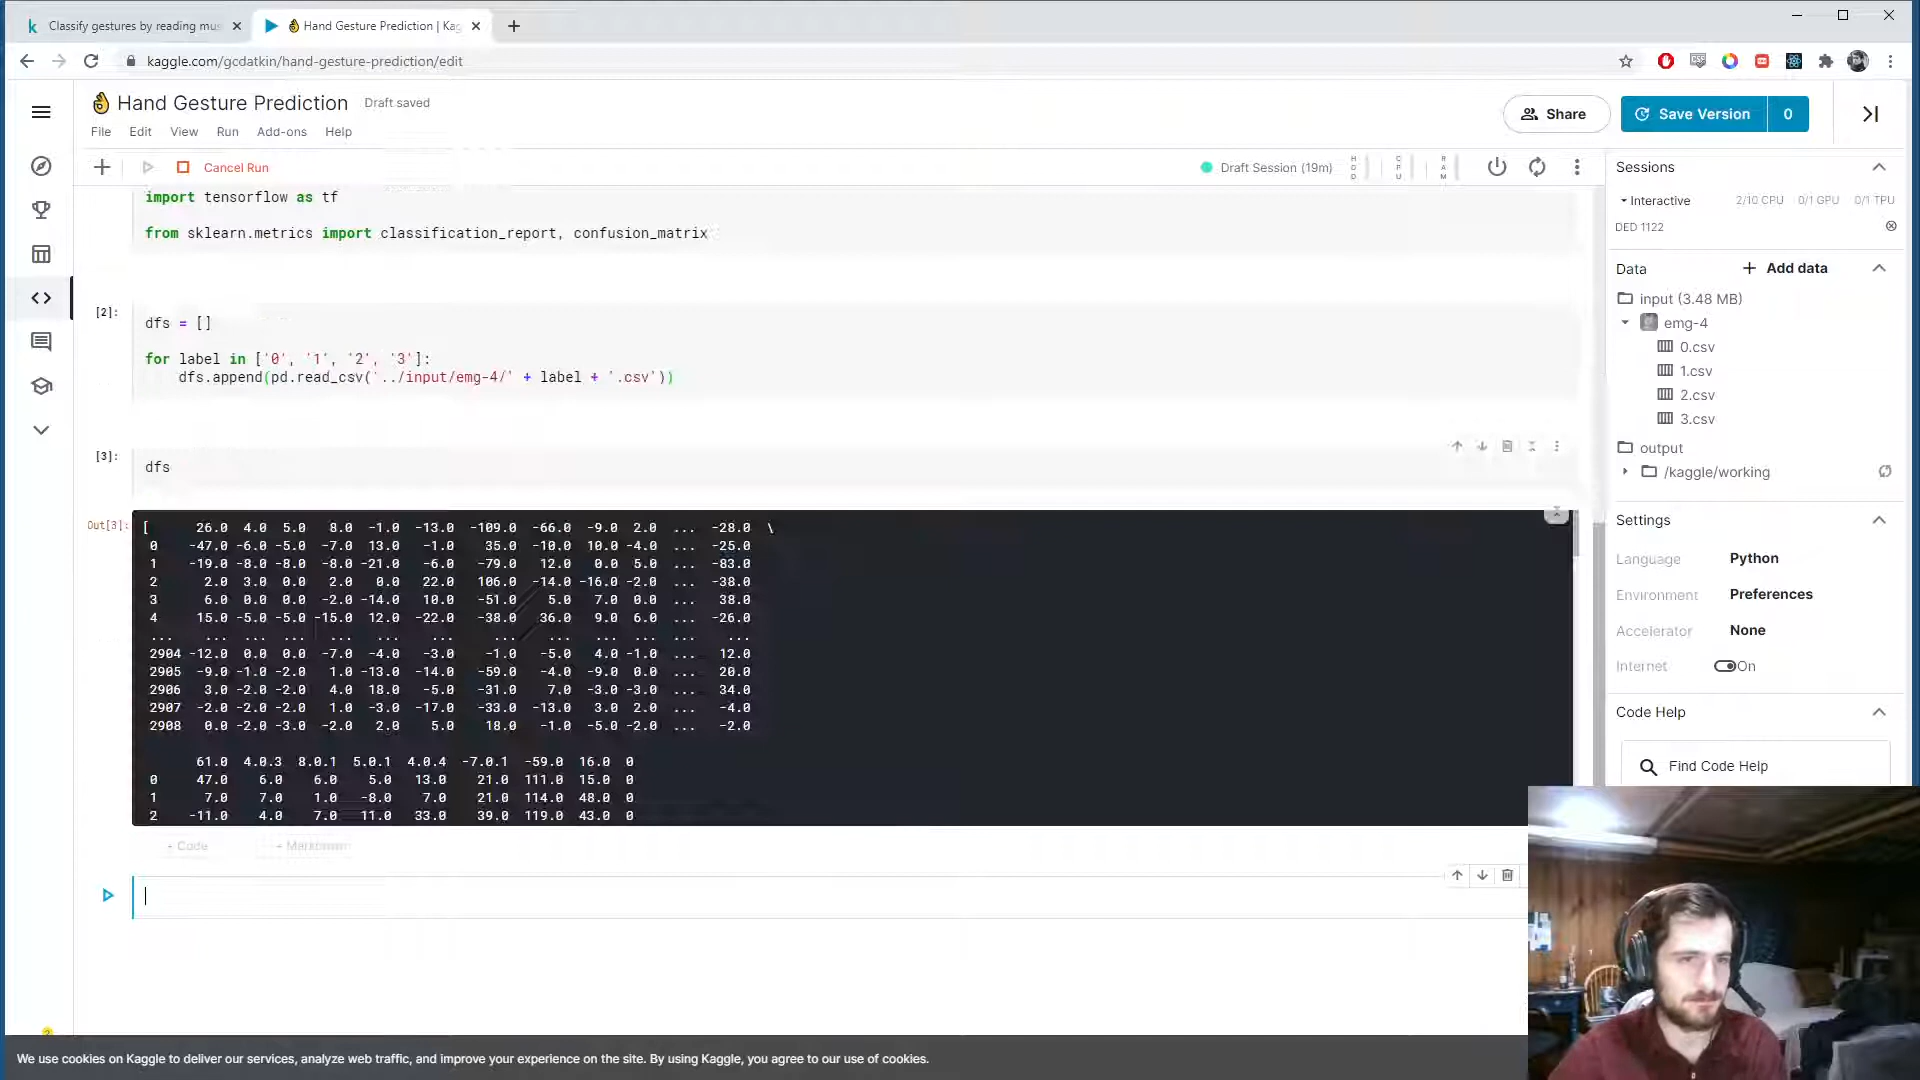 Classify gestures by reading mus
Hand Gesture Prediction | Kag
kaggle.com/gcdatkin/hand-gesture-prediction/edit
Hand Gesture Prediction
Draft saved
File Edit View Run Add-ons Help
Share
Save Version 0
Cancel Run
Draft Session (19m)
HDD
CPU
RAM
import tensorflow as tf
from sklearn.metrics import classification_report, confusion_matrix
[2]:
dfs = []
for label in ['0', '1', '2', '3']:
dfs.append(pd.read_csv('../input/emg-4/' + label + '.csv'))
[3]:
dfs
Out[3]:
[ 26.0 4.0 5.0 8.0 -1.0 -13.0 -109.0 -66.0 -9.0 2.0 ... -28.0 \
0 -47.0 -6.0 -5.0 -7.0 13.0 -1.0 35.0 -10.0 10.0 -4.0 ... -25.0
1 -19.0 -8.0 -8.0 -8.0 -21.0 -6.0 -79.0 12.0 0.0 5.0 ... -83.0
2 2.0 3.0 0.0 2.0 0.0 22.0 106.0 -14.0 -16.0 -2.0 ... -38.0
3 6.0 0.0 0.0 -2.0 -14.0 10.0 -51.0 5.0 7.0 0.0 ... 38.0
4 15.0 -5.0 -5.0 -15.0 12.0 -22.0 -38.0 36.0 9.0 6.0 ... -26.0
... ... ... ... ... ... ... ... ... ... ... ... ...
2904 -12.0 0.0 0.0 -7.0 -4.0 -3.0 -1.0 -5.0 4.0 -1.0 ... 12.0
2905 -9.0 -1.0 -2.0 1.0 -13.0 -14.0 -59.0 -4.0 -9.0 0.0 ... 20.0
2906 3.0 -2.0 -2.0 4.0 18.0 -5.0 -31.0 7.0 -3.0 -3.0 ... 34.0
2907 -2.0 -2.0 -2.0 1.0 -3.0 -17.0 -33.0 -13.0 3.0 2.0 ... -4.0
2908 0.0 -2.0 -3.0 -2.0 2.0 5.0 18.0 -1.0 -5.0 -2.0 ... -2.0
61.0 4.0.3 8.0.1 5.0.1 4.0.4 -7.0.1 -59.0 16.0 0
0 47.0 6.0 6.0 5.0 13.0 21.0 111.0 15.0 0
1 7.0 7.0 1.0 -8.0 7.0 21.0 114.0 48.0 0
2 -11.0 4.0 7.0 11.0 33.0 39.0 119.0 43.0 0
+ Code + Markdown
Sessions
Interactive 2/10 CPU 0/1 GPU 0/1 TPU
DED 1122
Data + Add data
input (3.48 MB)
emg-4
0.csv
1.csv
2.csv
3.csv
output
/kaggle/working
Settings
Language Python
Environment Preferences
Accelerator None
Internet On
Code Help
Find Code Help
We use cookies on Kaggle to deliver our services, analyze web traffic, and improve your experience on the site. By using Kaggle, you agree to our use of cookies.